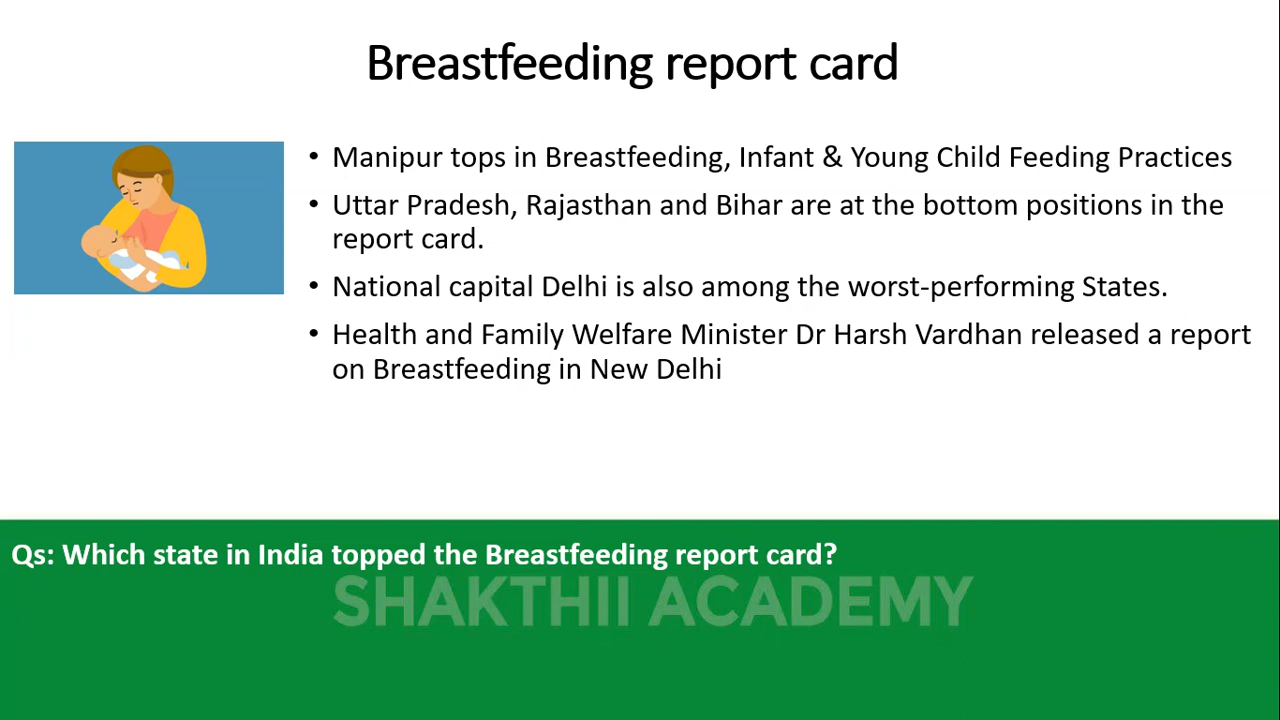 Breastfeeding report card
• Manipur tops in Breastfeeding, Infant & Young Child Feeding Practices
• Uttar Pradesh, Rajasthan and Bihar are at the bottom positions in the
report card.
• National capital Delhi is also among the worst-performing States.
• Health and Family Welfare Minister Dr Harsh Vardhan released a report
on Breastfeeding in New Delhi
Qs: Which state in India topped the Breastfeeding report card?
SHAKTHII ACADEMY